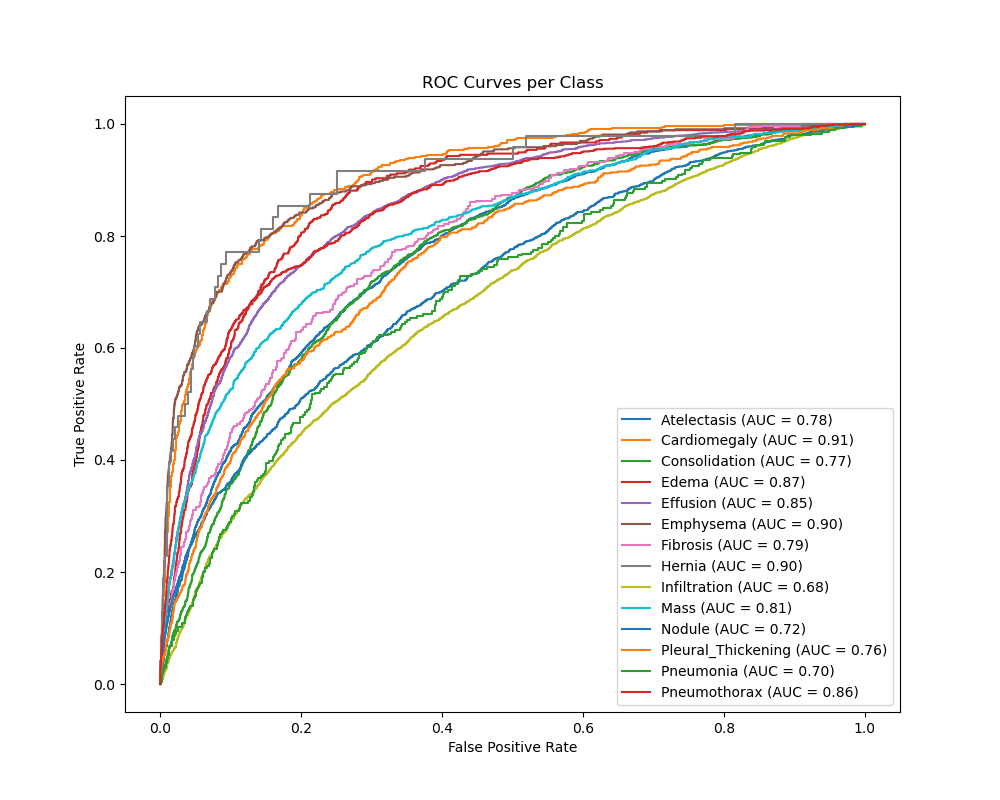 ROC Curves per Class
1.0
0.8
0.6
0.4
0.2
0.0
True Positive Rate
Atelectasis (AUC = 0.78)
Cardiomegaly (AUC = 0.91)
Consolidation (AUC = 0.77)
Edema (AUC = 0.87)
Effusion (AUC = 0.85)
Emphysema (AUC = 0.90)
Fibrosis (AUC = 0.79)
Hernia (AUC = 0.90)
Infiltration (AUC = 0.68)
Mass (AUC = 0.81)
Nodule (AUC = 0.72)
Pleural_Thickening (AUC = 0.76)
Pneumonia (AUC = 0.70)
Pneumothorax (AUC = 0.86)
0.0 0.2 0.4 0.6 0.8 1.0
False Positive Rate